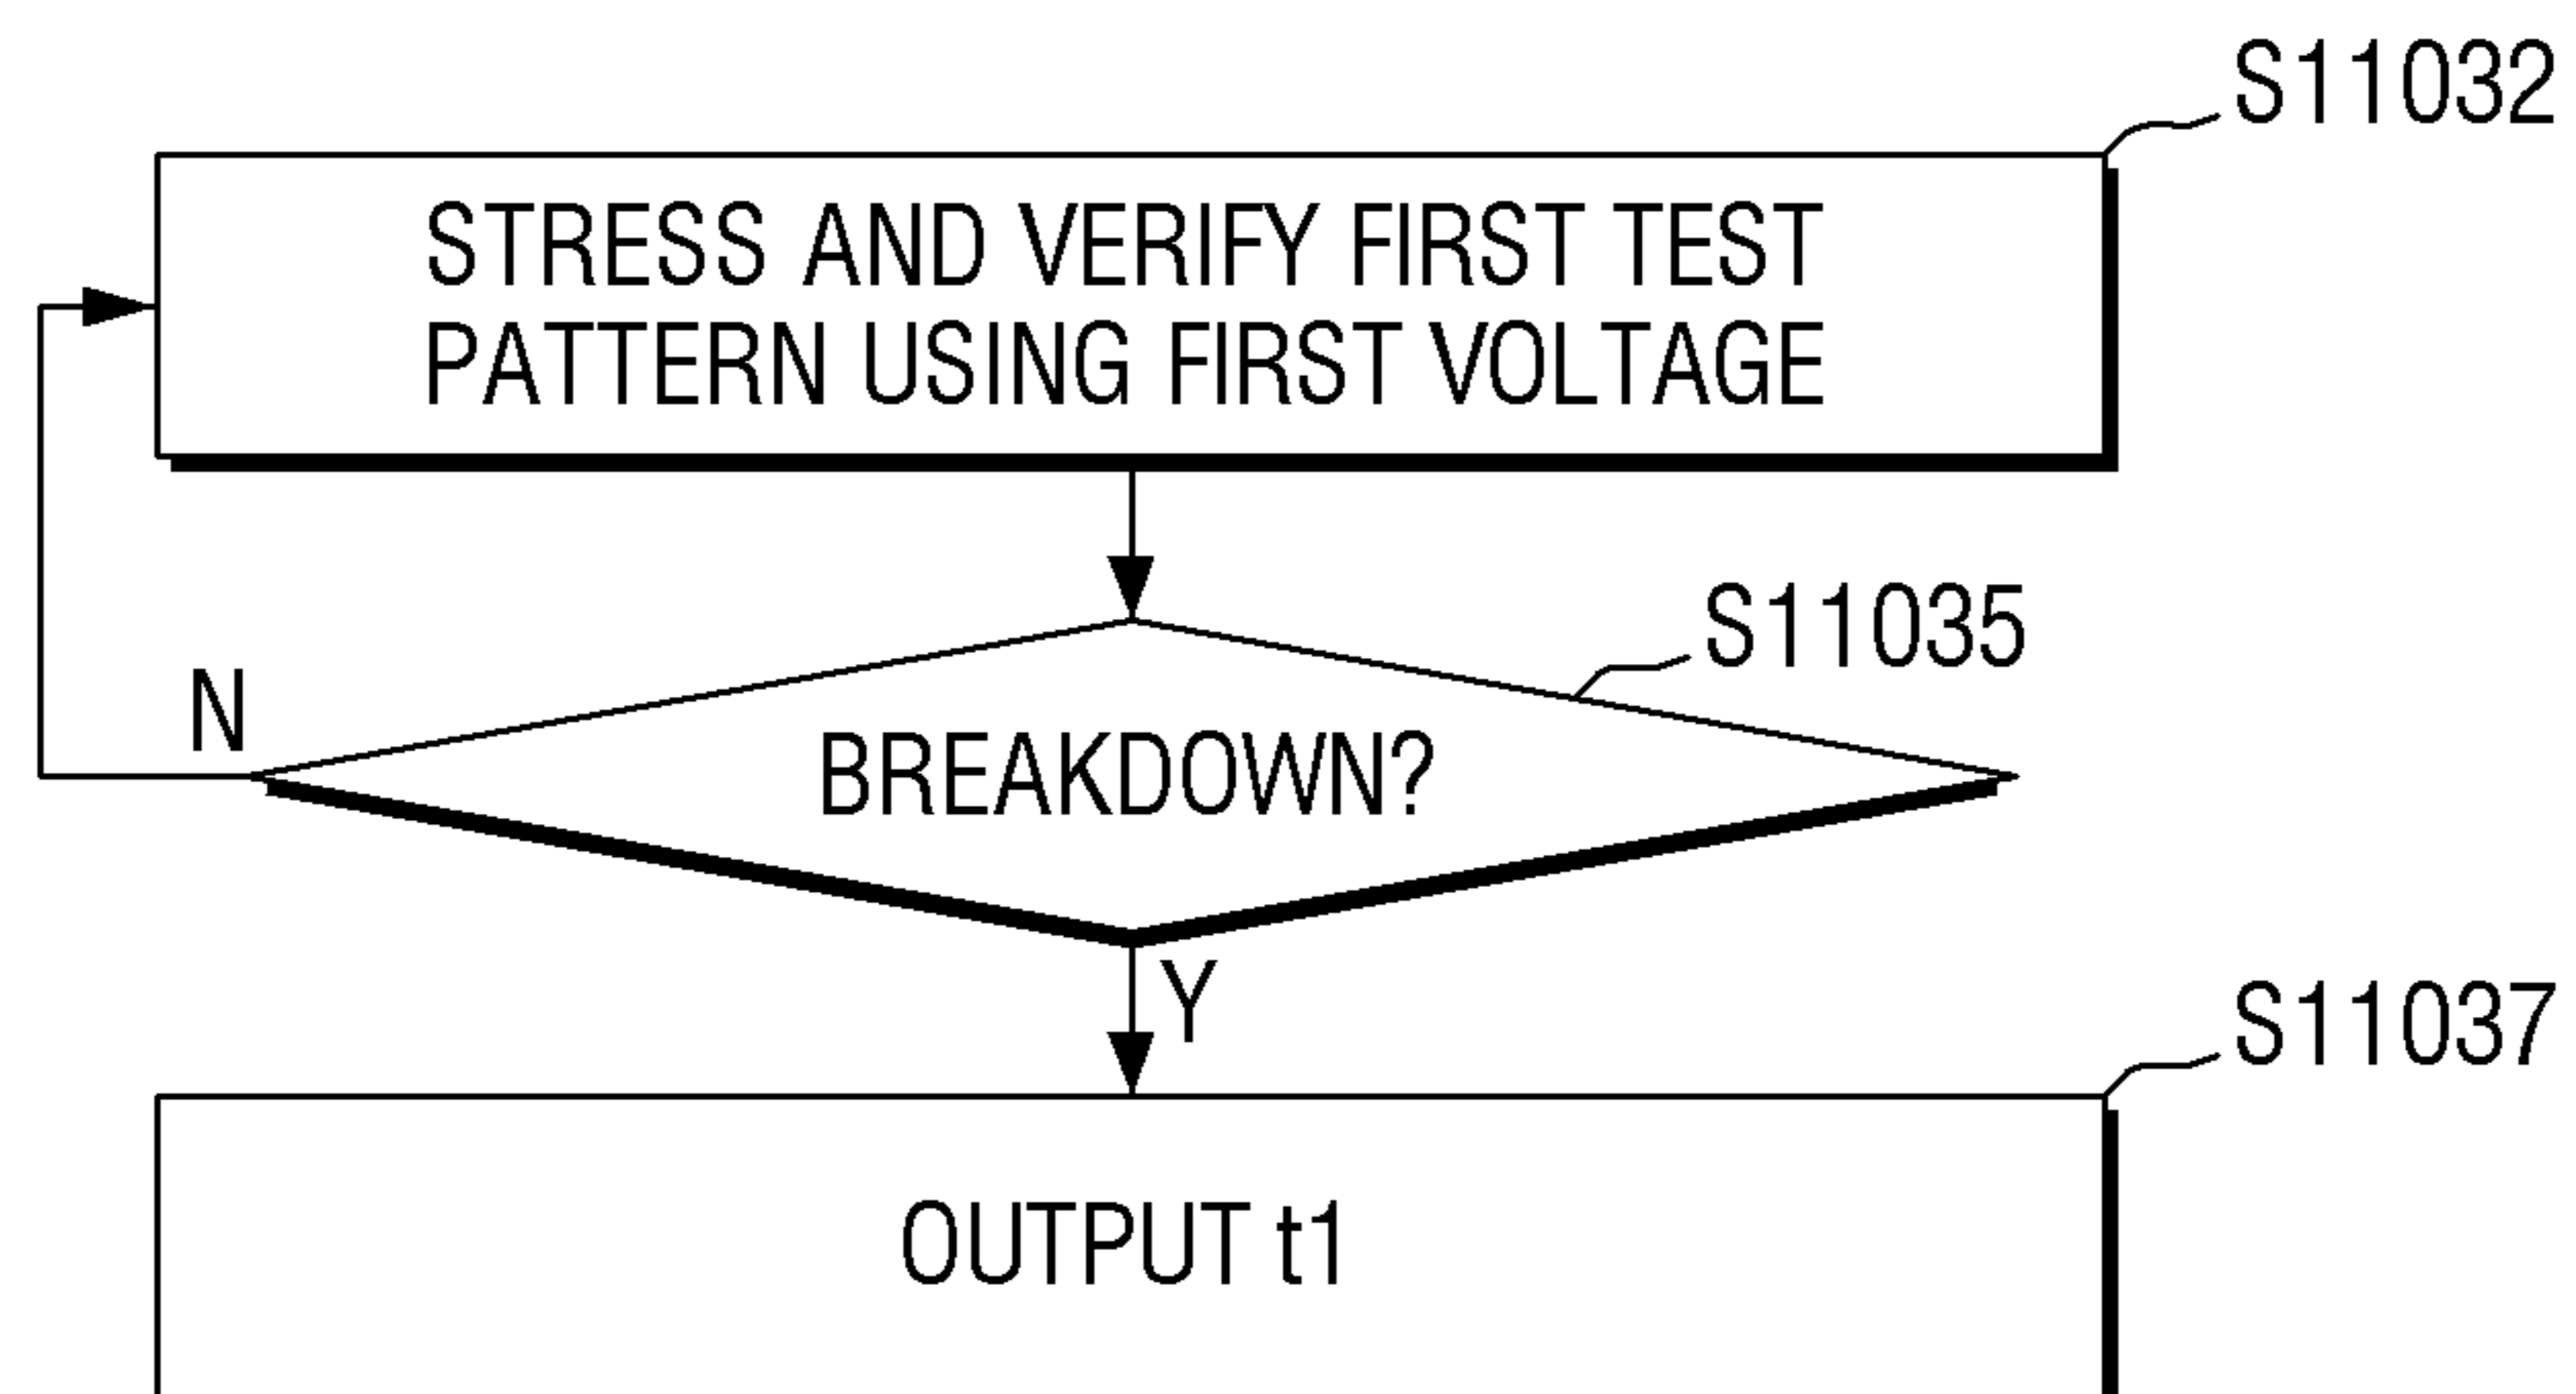 S11032
STRESS AND VERIFY FIRST TEST
PATTERN USING FIRST VOLTAGE
S11035
N
BREAKDOWN?
Y
S11037
OUTPUT t1